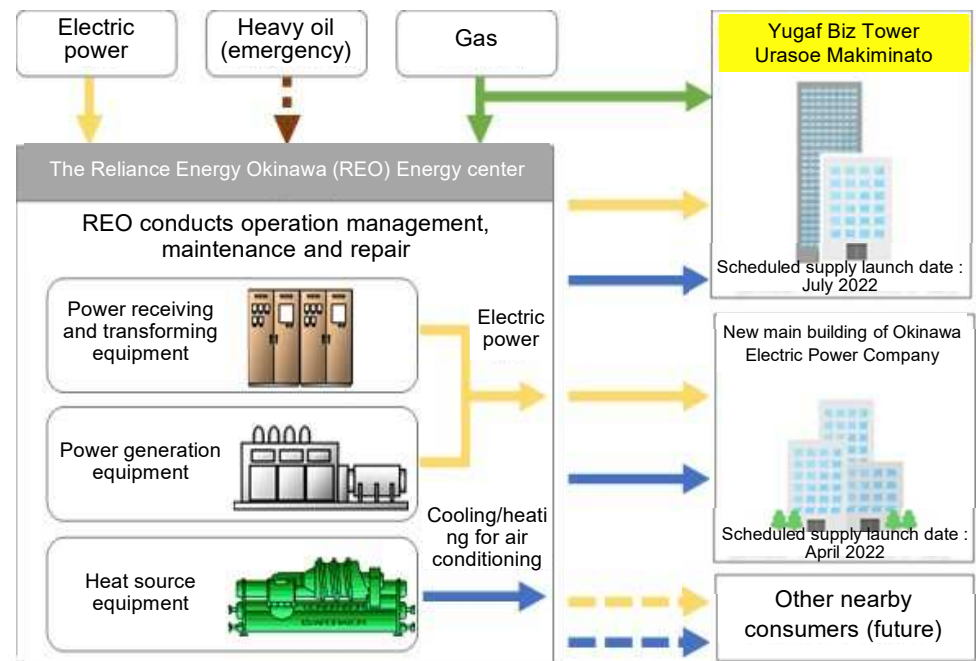 Electric
power
Heavy oil
(emergency)
Gas
Yugaf Biz Tower
Urasoe Makiminato
Scheduled supply launch date :
July 2022
The Reliance Energy Okinawa (REO) Energy center
REO conducts operation management,
maintenance and repair
Power receiving
and transforming
equipment
Electric
power
Power generation
equipment
Cooling/heati
ng for air
conditioning
Heat source
equipment
New main building of Okinawa
Electric Power Company
Scheduled supply launch date :
April 2022
Other nearby
consumers (future)